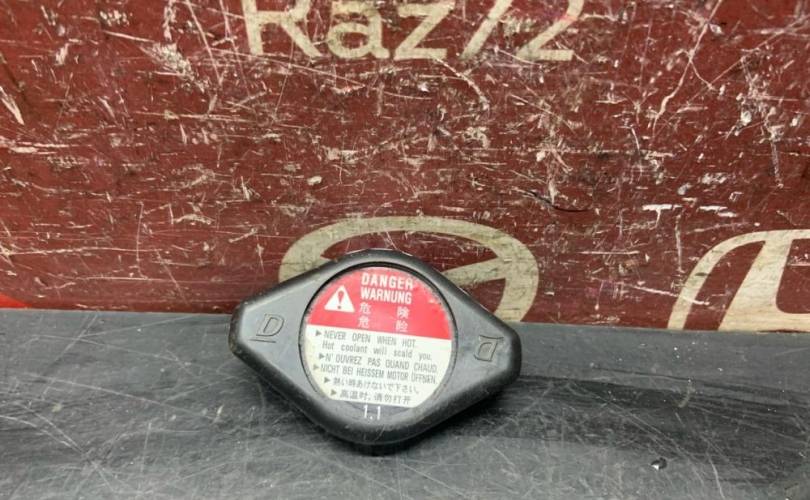 Raz72
DANGER
WARNUNG
危 険
危 险
▶NEVER OPEN WHEN HOT.
Hot coolant will scald you.
▶N'OUVREZ PAS QUAND CHAUD.
▶NICHT BEI HEISSEM MOTOR ÖFFNEN.
▶熱い時あけないで下さい。
▶高温时,请勿打开
1.1
D
D